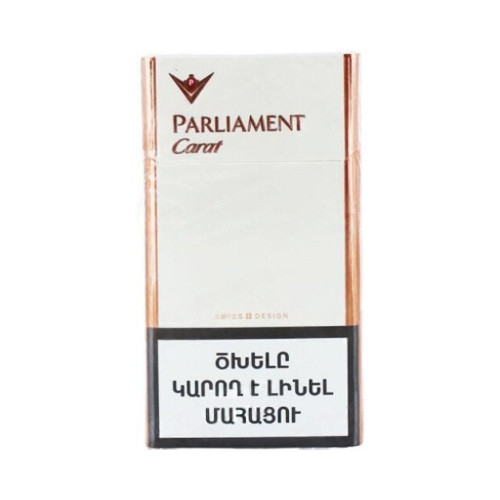 P
PARLIAMENT
Carat
SWISS DESIGN
ԾԽԵԼԸ
ԿԱՐՈՂ Է ԼԻՆԵԼ
ՄԱՀԱՑՈՒ